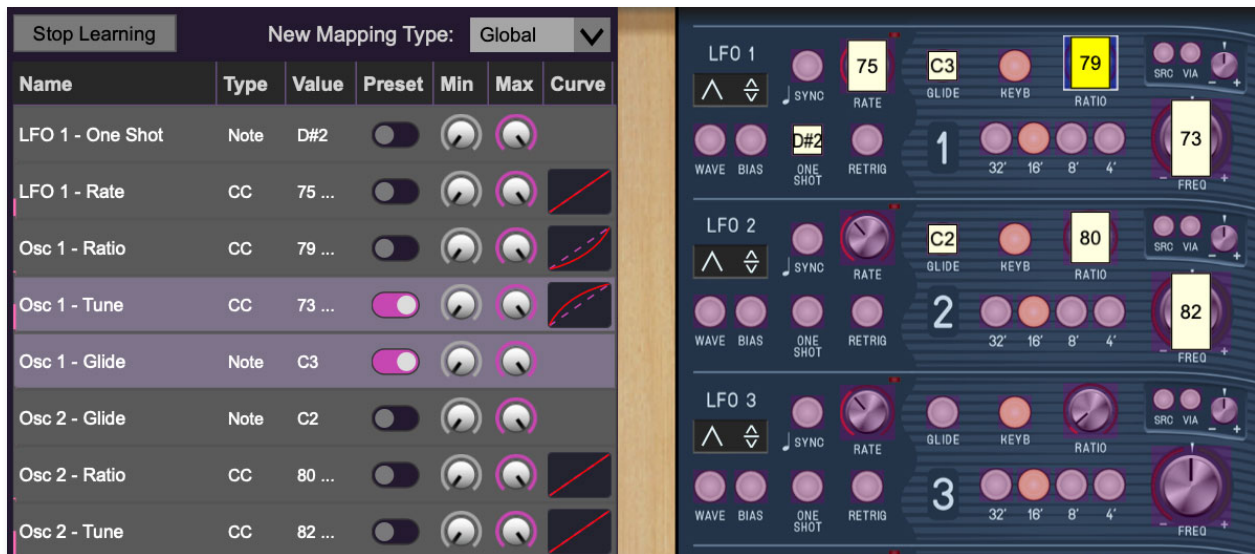 Stop Learning
New Mapping Type: Global
Name Type Value Preset Min Max Curve
LFO 1 - One Shot Note D#2
LFO 1 - Rate CC 75 ...
Osc 1 - Ratio CC 79 ...
Osc 1 - Tune CC 73 ...
Osc 1 - Glide Note C3
Osc 2 - Glide Note C2
Osc 2 - Ratio CC 80 ...
Osc 2 - Tune CC 82 ...
LFO 1
SYNC
75
RATE
C3
GLIDE
KEYB
79
RATIO
SRC VIA - +
WAVE BIAS
D#2
ONE SHOT
RETRIG
1
32' 16' 8' 4'
73
- FREQ +
LFO 2
SYNC
RATE
C2
GLIDE
KEYB
80
RATIO
SRC VIA - +
WAVE BIAS
ONE SHOT
RETRIG
2
32' 16' 8' 4'
82
- FREQ +
LFO 3
SYNC
RATE
GLIDE
KEYB
RATIO
SRC VIA - +
WAVE BIAS
ONE SHOT
RETRIG
3
32' 16' 8' 4'
- FREQ +